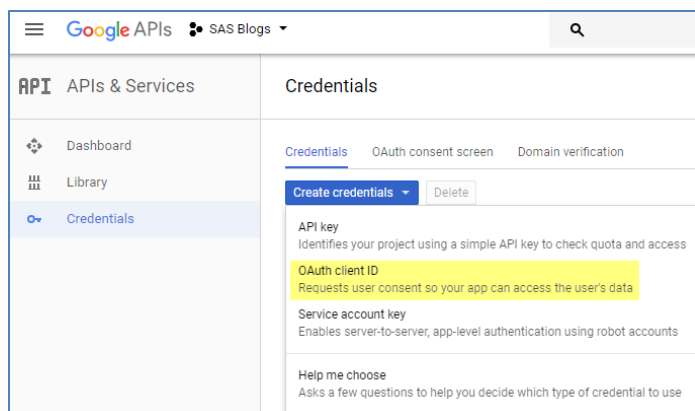 Google APIs SAS Blogs
API APIs & Services
Credentials
Dashboard
Library
Credentials
Credentials OAuth consent screen Domain verification
Create credentials Delete
API key
Identifies your project using a simple API key to check quota and access
OAuth client ID
Requests user consent so your app can access the user's data
Service account key
Enables server-to-server, app-level authentication using robot accounts
Help me choose
Asks a few questions to help you decide which type of credential to use